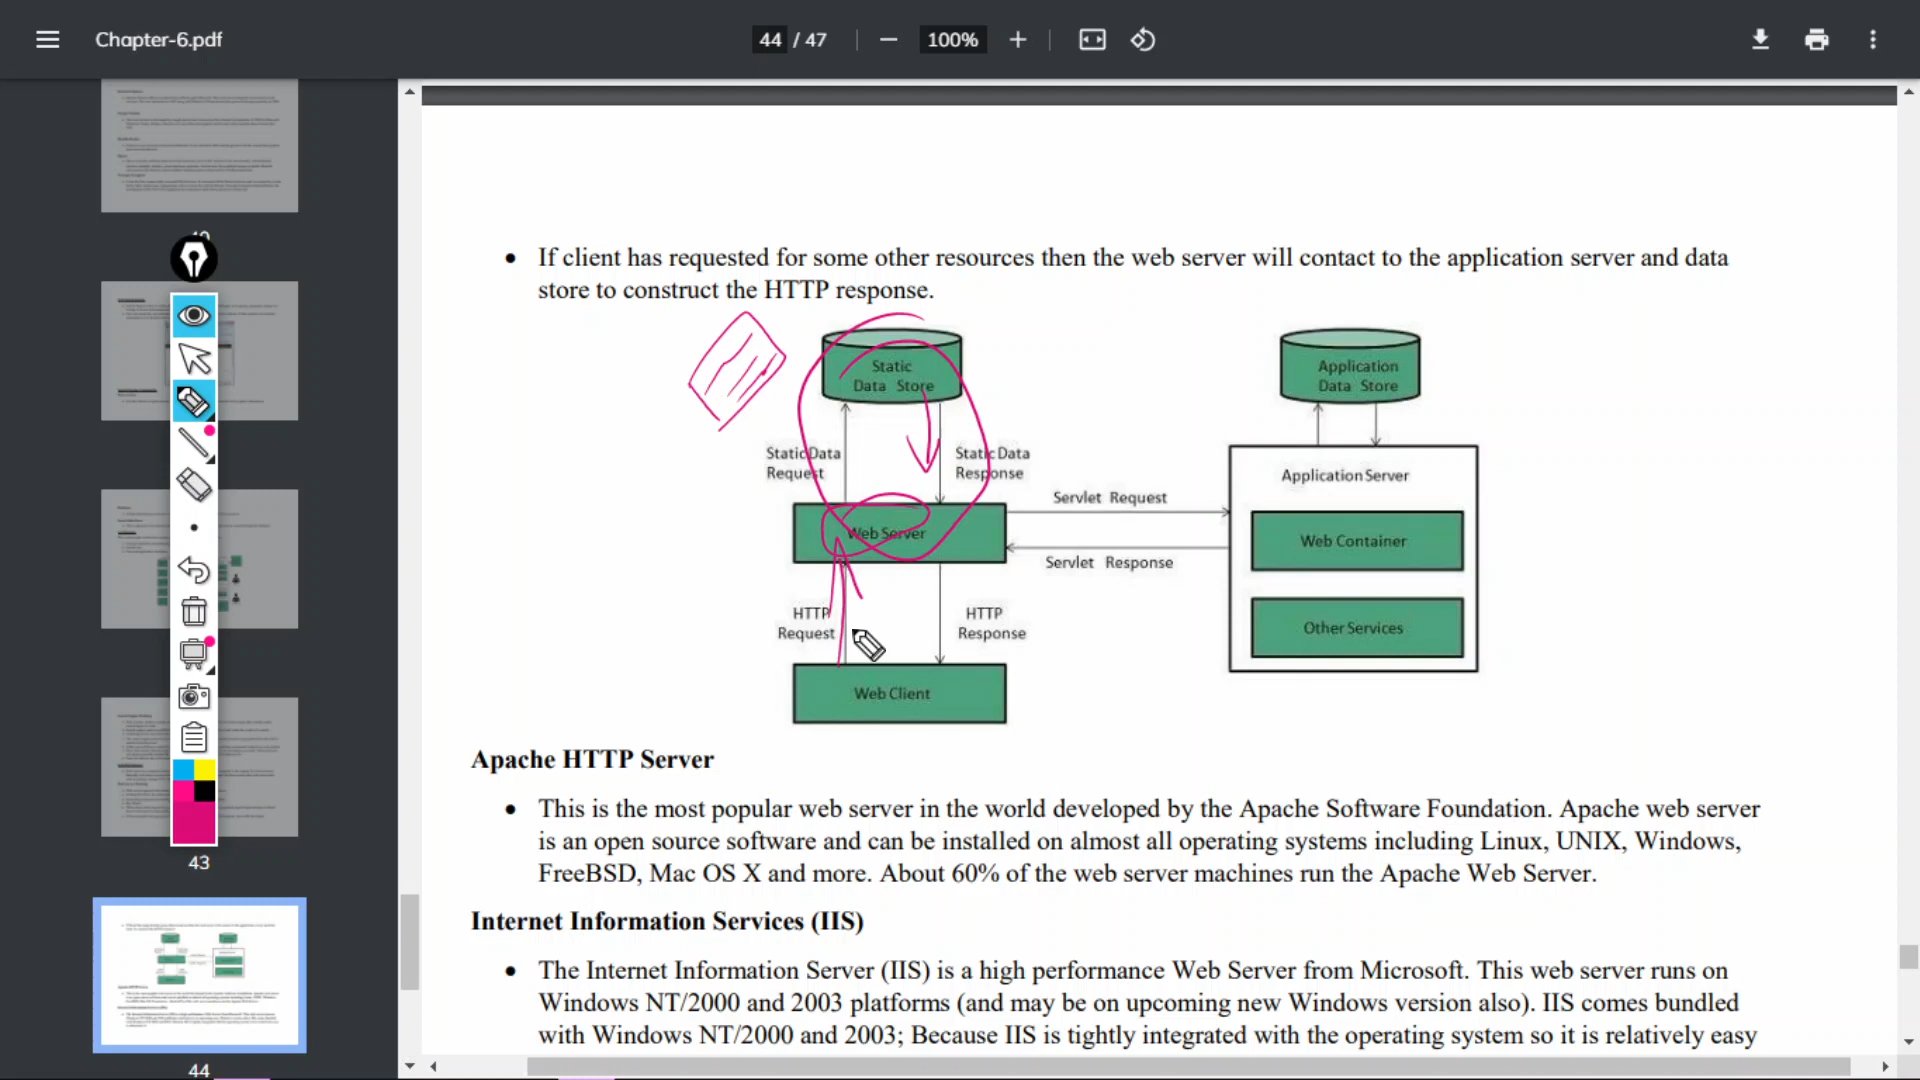 Chapter-6.pdf
44 / 47
100%
If client has requested for some other resources then the web server will contact to the application server and data
store to construct the HTTP response.
Static
Data Store
Application
Data Store
Static Data
Request
Static Data
Response
Application Server
Servlet Request
Web Server
Web Container
Servlet Response
HTTP
Request
HTTP
Response
Other Services
Web Client
Apache HTTP Server
This is the most popular web server in the world developed by the Apache Software Foundation. Apache web server
is an open source software and can be installed on almost all operating systems including Linux, UNIX, Windows,
FreeBSD, Mac OS X and more. About 60% of the web server machines run the Apache Web Server.
Internet Information Services (IIS)
The Internet Information Server (IIS) is a high performance Web Server from Microsoft. This web server runs on
Windows NT/2000 and 2003 platforms (and may be on upcoming new Windows version also). IIS comes bundled
with Windows NT/2000 and 2003; Because IIS is tightly integrated with the operating system so it is relatively easy
43
44